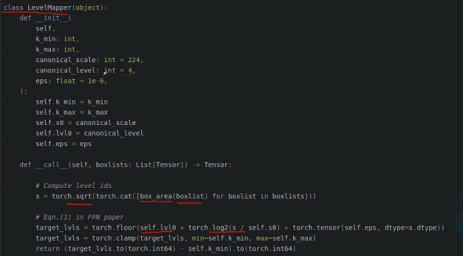 class LevelMapper(object):
def __init__(
self,
k_min: int,
k_max: int,
canonical_scale: int = 224,
canonical_level: int = 4,
eps: float = 1e-6,
):
self.k_min = k_min
self.k_max = k_max
self.s0 = canonical_scale
self.lvl0 = canonical_level
self.eps = eps
def __call__(self, boxlists: List[Tensor]) -> Tensor:
# Compute level ids
s = torch.sqrt(torch.cat([box_area(boxlist) for boxlist in boxlists]))
# Eqn.(1) in FPN paper
target_lvls = torch.floor(self.lvl0 + torch.log2(s / self.s0) + torch.tensor(self.eps, dtype=s.dtype))
target_lvls = torch.clamp(target_lvls, min=self.k_min, max=self.k_max)
return (target_lvls.to(torch.int64) - self.k_min).to(torch.int64)